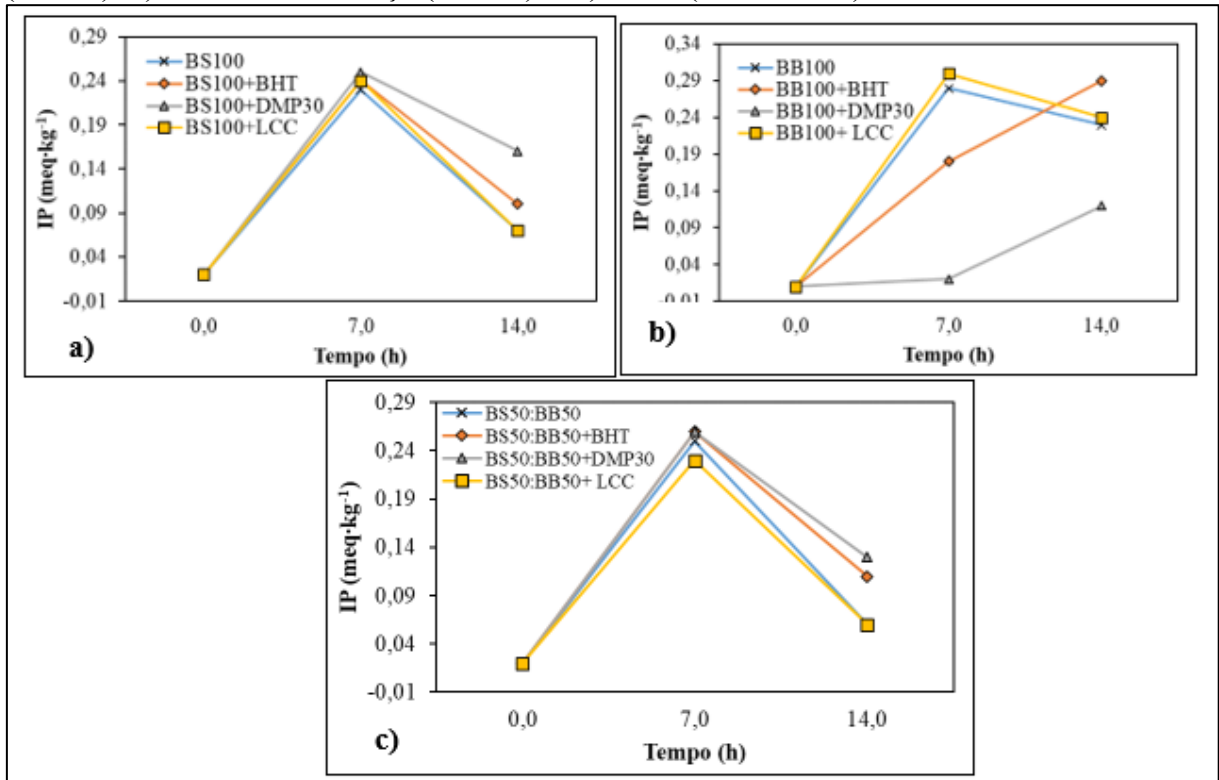 0,29
0,24
0,19
0,14
0,09
0,04
-0,01
IP (meq·kg-1)
BS100
BS100+BHT
BS100+DMP30
BS100+LCC
0,0 7,0 14,0
Tempo (h)
a)
0,34
0,29
0,24
0,19
0,14
0,09
0,04
-0,01
IP (meq·kg-1)
BB100
BB100+BHT
BB100+DMP30
BB100+ LCC
0,0 7,0 14,0
Tempo (h)
b)
0,29
0,24
0,19
0,14
0,09
0,04
-0,01
IP (meq·kg-1)
BS50:BB50
BS50:BB50+BHT
BS50:BB50+DMP30
BS50:BB50+ LCC
0,0 7,0 14,0
Tempo (h)
c)